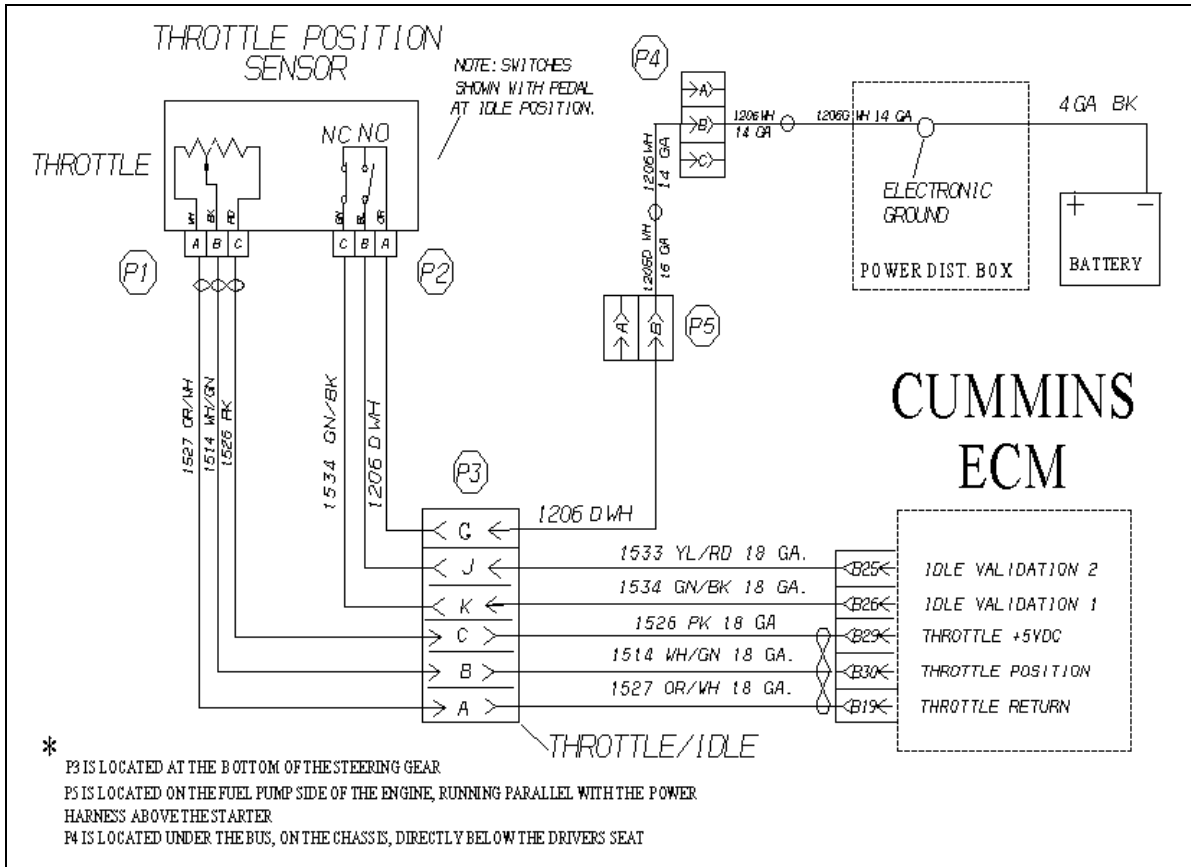 THROTTLE POSITION
SENSOR
NOTE: SWITCHES
SHOWN WITH PEDAL
AT IDLE POSITION.
THROTTLE
NC NO
WH BK RD
GN BL OR
A B C
C B A
P1
P2
1527 OR/WH
1514 WH/GN
1526 PK
1534 GN/BK
1206 D WH
P4
A
B
C
1206 WH
14 GA
1206G WH 14 GA
4 GA BK
1206 WH
14 GA
1206D WH
16 GA
ELECTRONIC
GROUND
POWER DIST. BOX
+ -
BATTERY
A B
P5
CUMMINS
ECM
P3
G
J
K
C
B
A
1206 D WH
1533 YL/RD 18 GA.
1534 GN/BK 18 GA.
1526 PK 18 GA
1514 WH/GN 18 GA.
1527 OR/WH 18 GA.
B25 IDLE VALIDATION 2
B26 IDLE VALIDATION 1
B29 THROTTLE +5VDC
B30 THROTTLE POSITION
B19 THROTTLE RETURN
THROTTLE/IDLE
*
P3 IS LOCATED AT THE BOTTOM OF THE STEERING GEAR
P5 IS LOCATED ON THE FUEL PUMP SIDE OF THE ENGINE, RUNNING PARALLEL WITH THE POWER
HARNESS ABOVE THE STARTER
P4 IS LOCATED UNDER THE BUS, ON THE CHASSIS, DIRECTLY BELOW THE DRIVERS SEAT